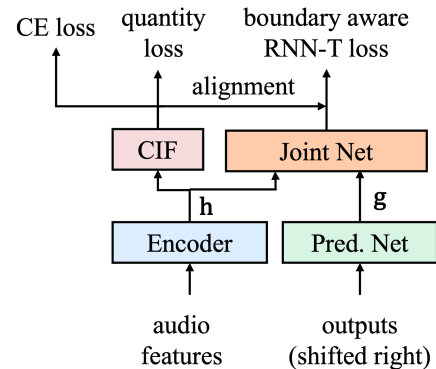 CE loss
quantity
loss
boundary aware
RNN-T loss
alignment
CIF
Joint Net
h
g
Encoder
Pred. Net
audio
features
outputs
(shifted right)